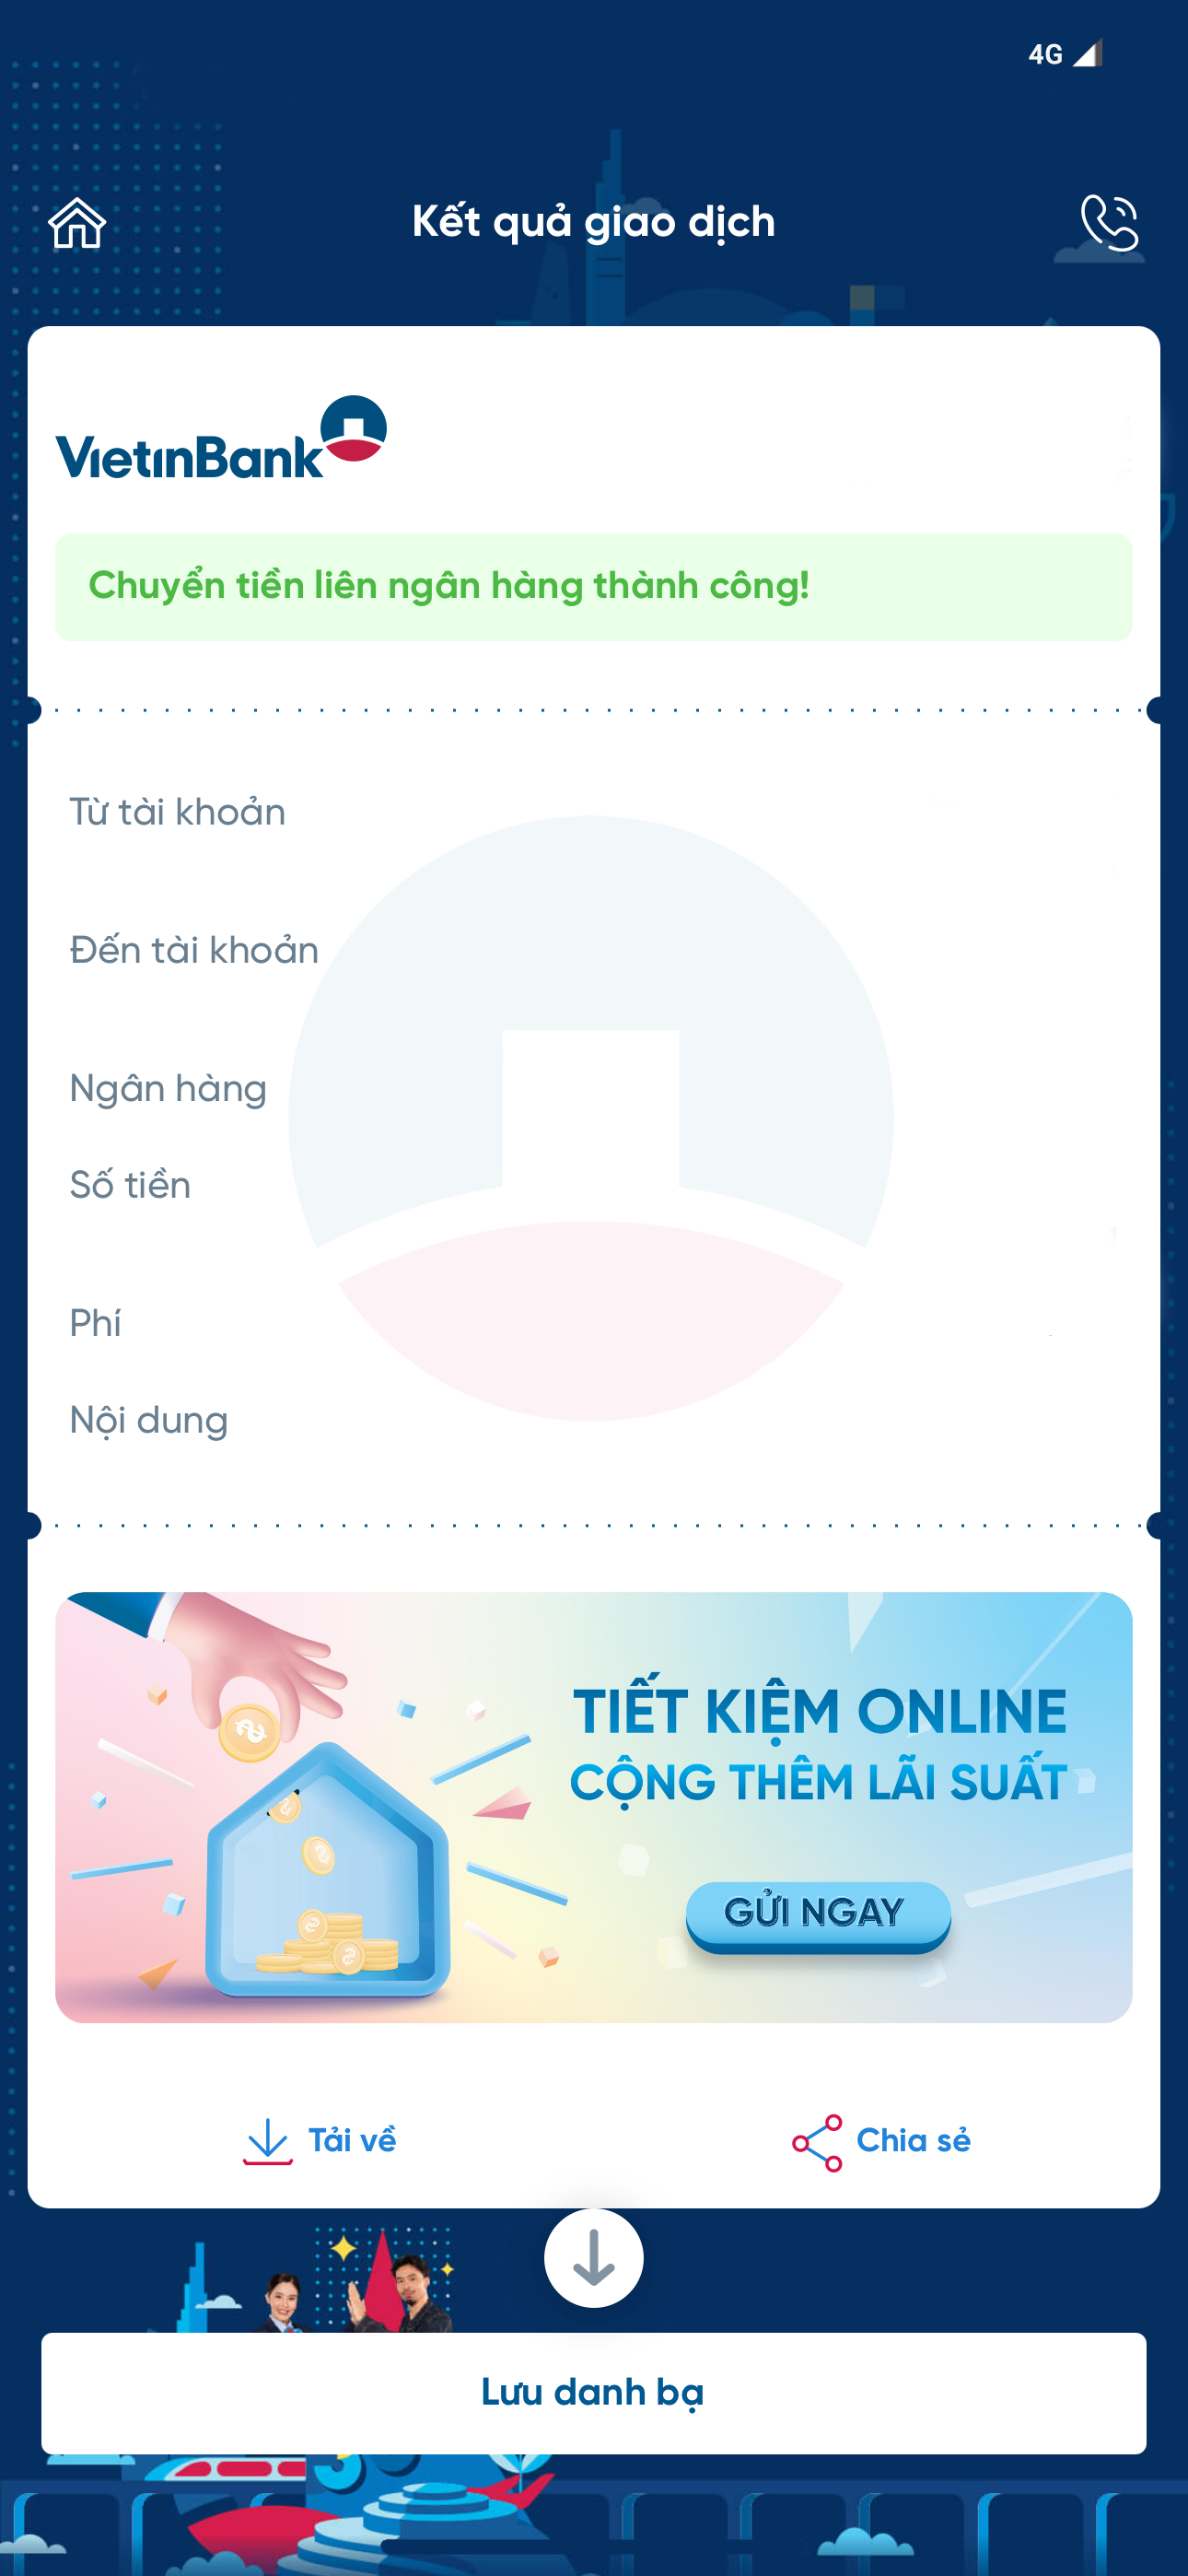 4G
Kết quả giao dịch
VietinBank
Chuyển tiền liên ngân hàng thành công!
Từ tài khoản
Đến tài khoản
Ngân hàng
Số tiền
Phí
Nội dung
TIẾT KIỆM ONLINE
CỘNG THÊM LÃI SUẤT
GỬI NGAY
Tải về
Chia sẻ
Lưu danh bạ